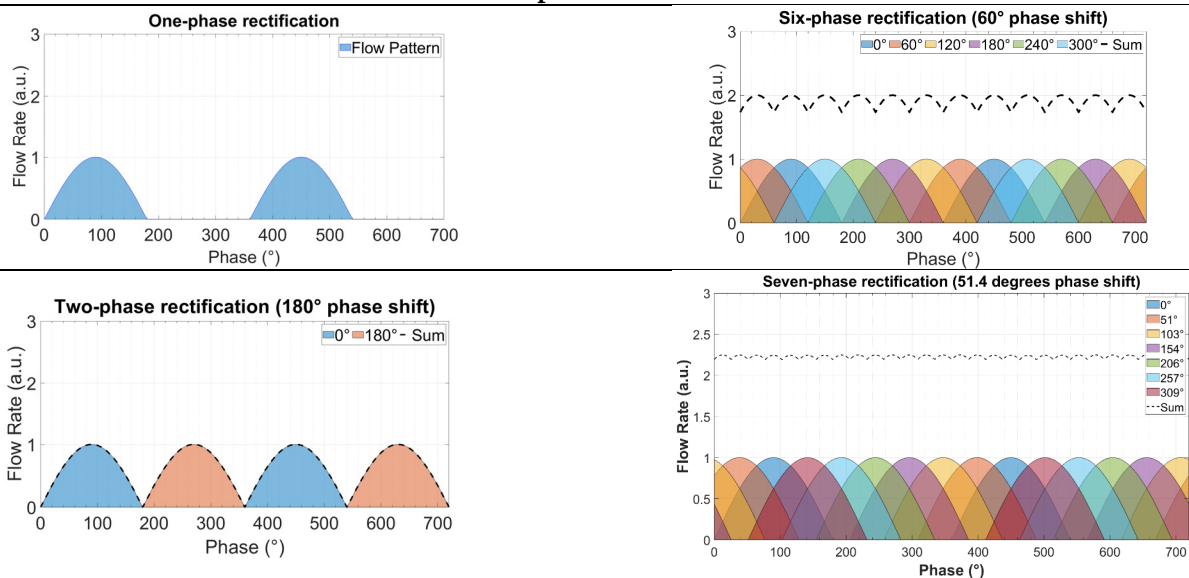 One-phase rectification
3
2
1
0
Flow Rate (a.u.)
Flow Pattern
0 100 200 300 400 500 600 700
Phase (°)
Six-phase rectification (60° phase shift)
3
2
1
0
Flow Rate (a.u.)
0° 60° 120° 180° 240° 300° Sum
0 100 200 300 400 500 600 700
Phase (°)
Two-phase rectification (180° phase shift)
3
2
1
0
Flow Rate (a.u.)
0° 180° Sum
0 100 200 300 400 500 600 700
Phase (°)
Seven-phase rectification (51.4 degrees phase shift)
3
2.5
2
1.5
1
0.5
0
Flow Rate (a.u.)
0°
51°
103°
154°
206°
257°
309°
Sum
0 100 200 300 400 500 600 700
Phase (°)